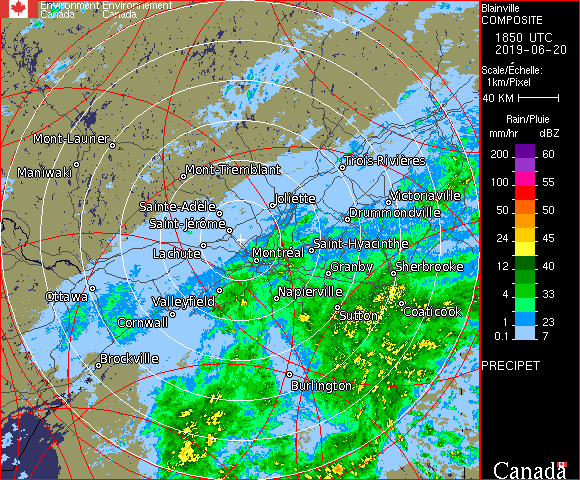 Environment Environnement
Canada Canada
Blainville
COMPOSITE
1850 UTC
2019-06-20
Scale/Échelle:
1km/Pixel
40 KM
Rain/Pluie
mm/hr dBZ
200 60
150 57
100 55
50 50
24 45
12 40
4 33
1 23
0.1 7
PRECIPET
Canada
Mont-Laurier
Maniwaki
Mont-Tremblant
Trois-Rivières
Sainte-Adèle
Joliette
Victoriaville
Saint-Jérôme
Drummondville
Lachute
Montréal
Saint-Hyacinthe
Granby
Sherbrooke
Ottawa
Valleyfield
Napierville
Cornwall
Sutton
Coaticook
Brockville
Burlington